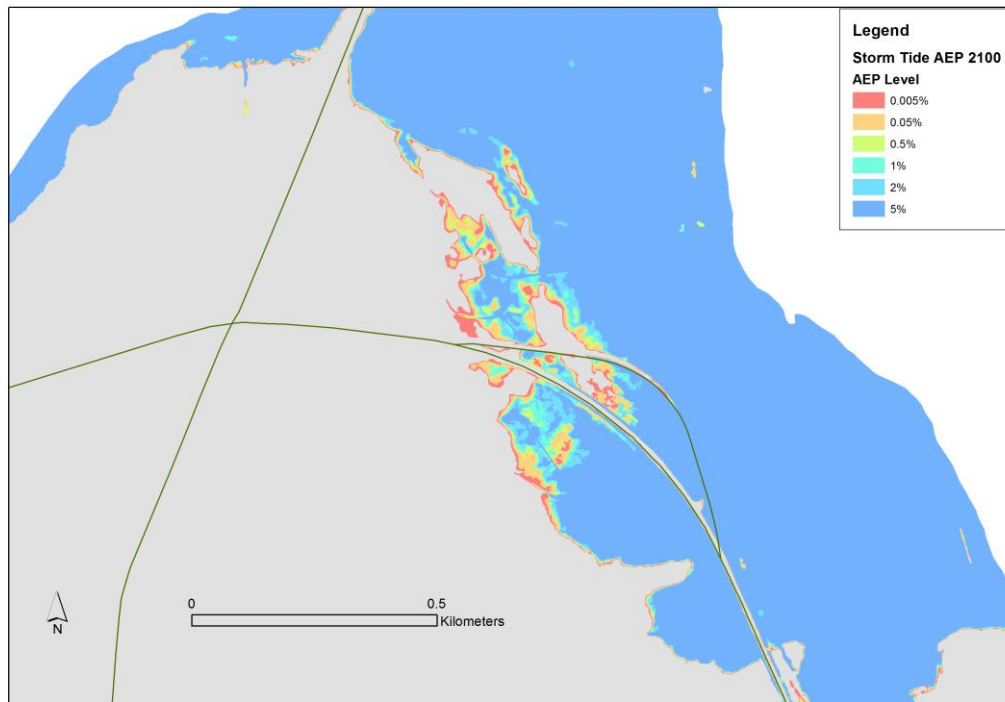 Legend
Storm Tide AEP 2100
AEP Level
0.005%
0.05%
0.5%
1%
2%
5%
0 0.5
Kilometers
N